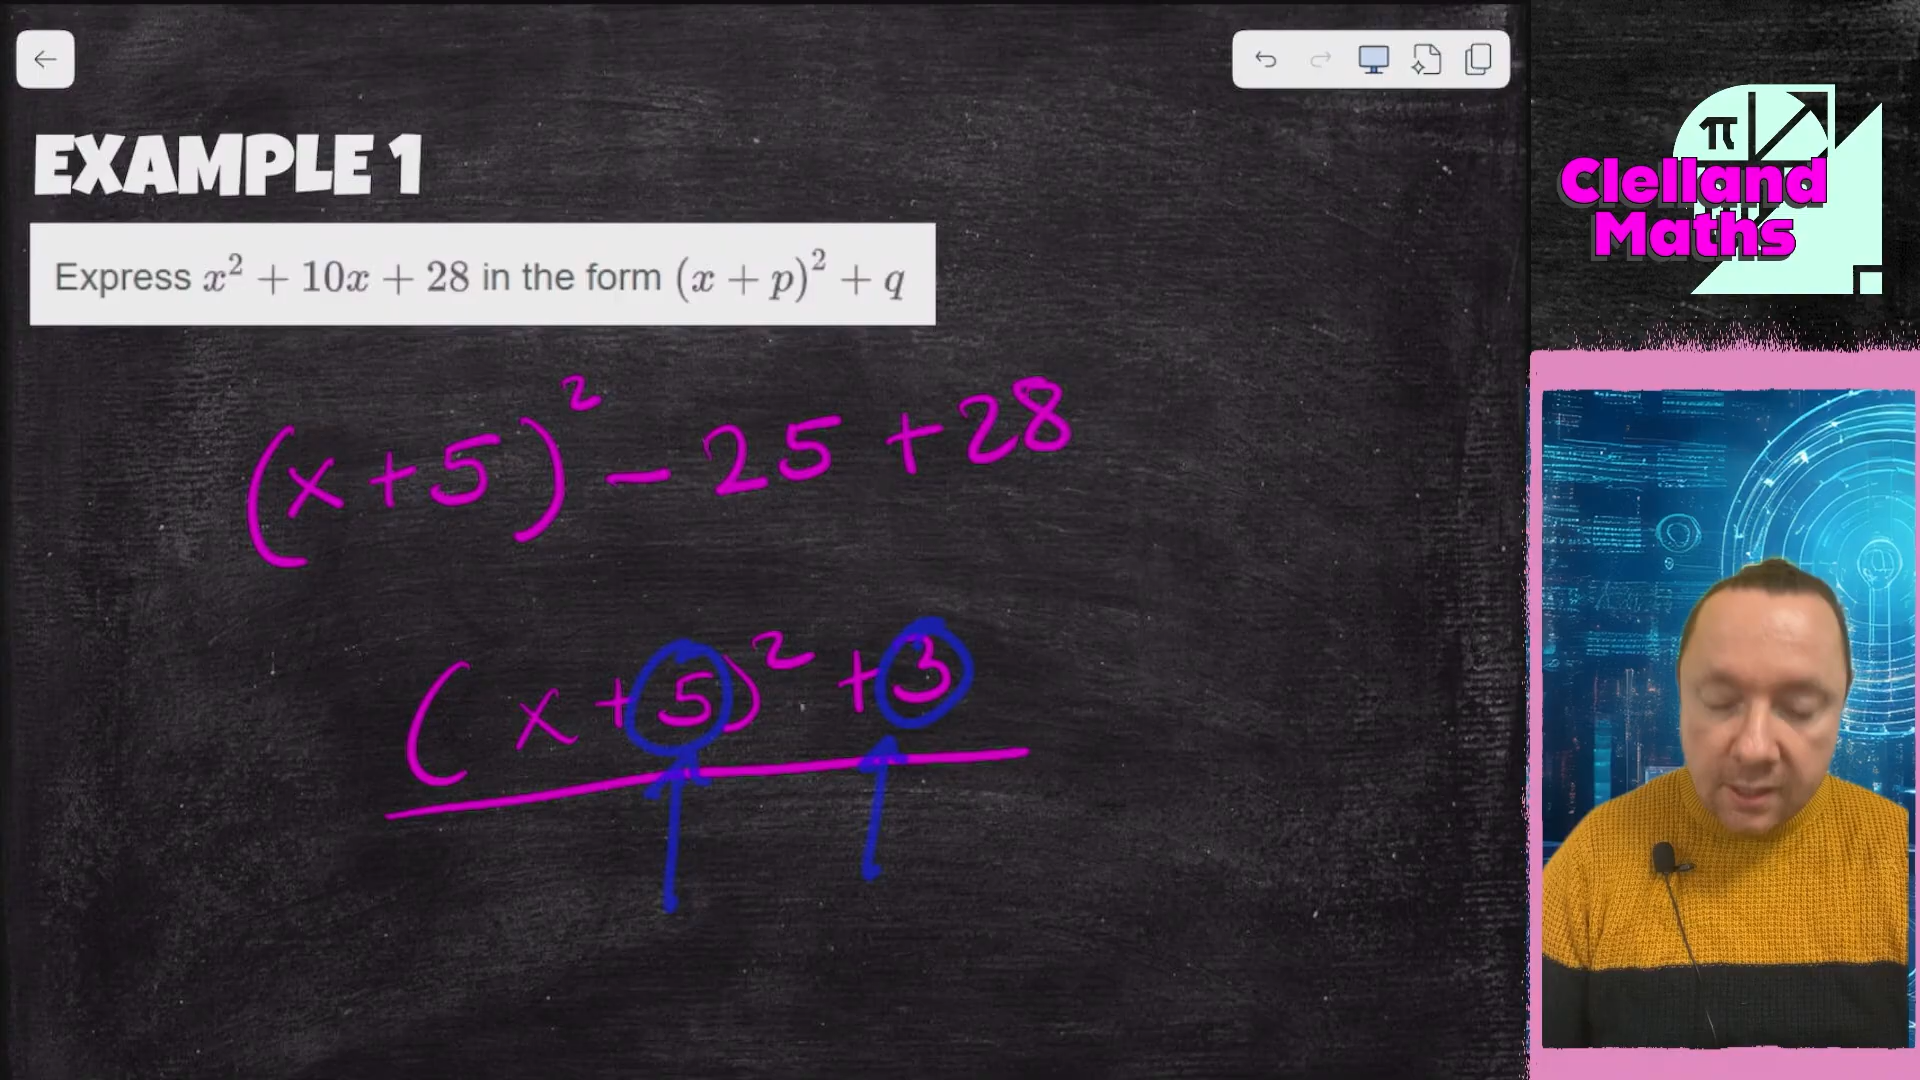 EXAMPLE 1
Express x² + 10x + 28 in the form (x + p)² + q
(x+5)² - 25 + 28
(x+5)² +3
π
Clelland
Maths